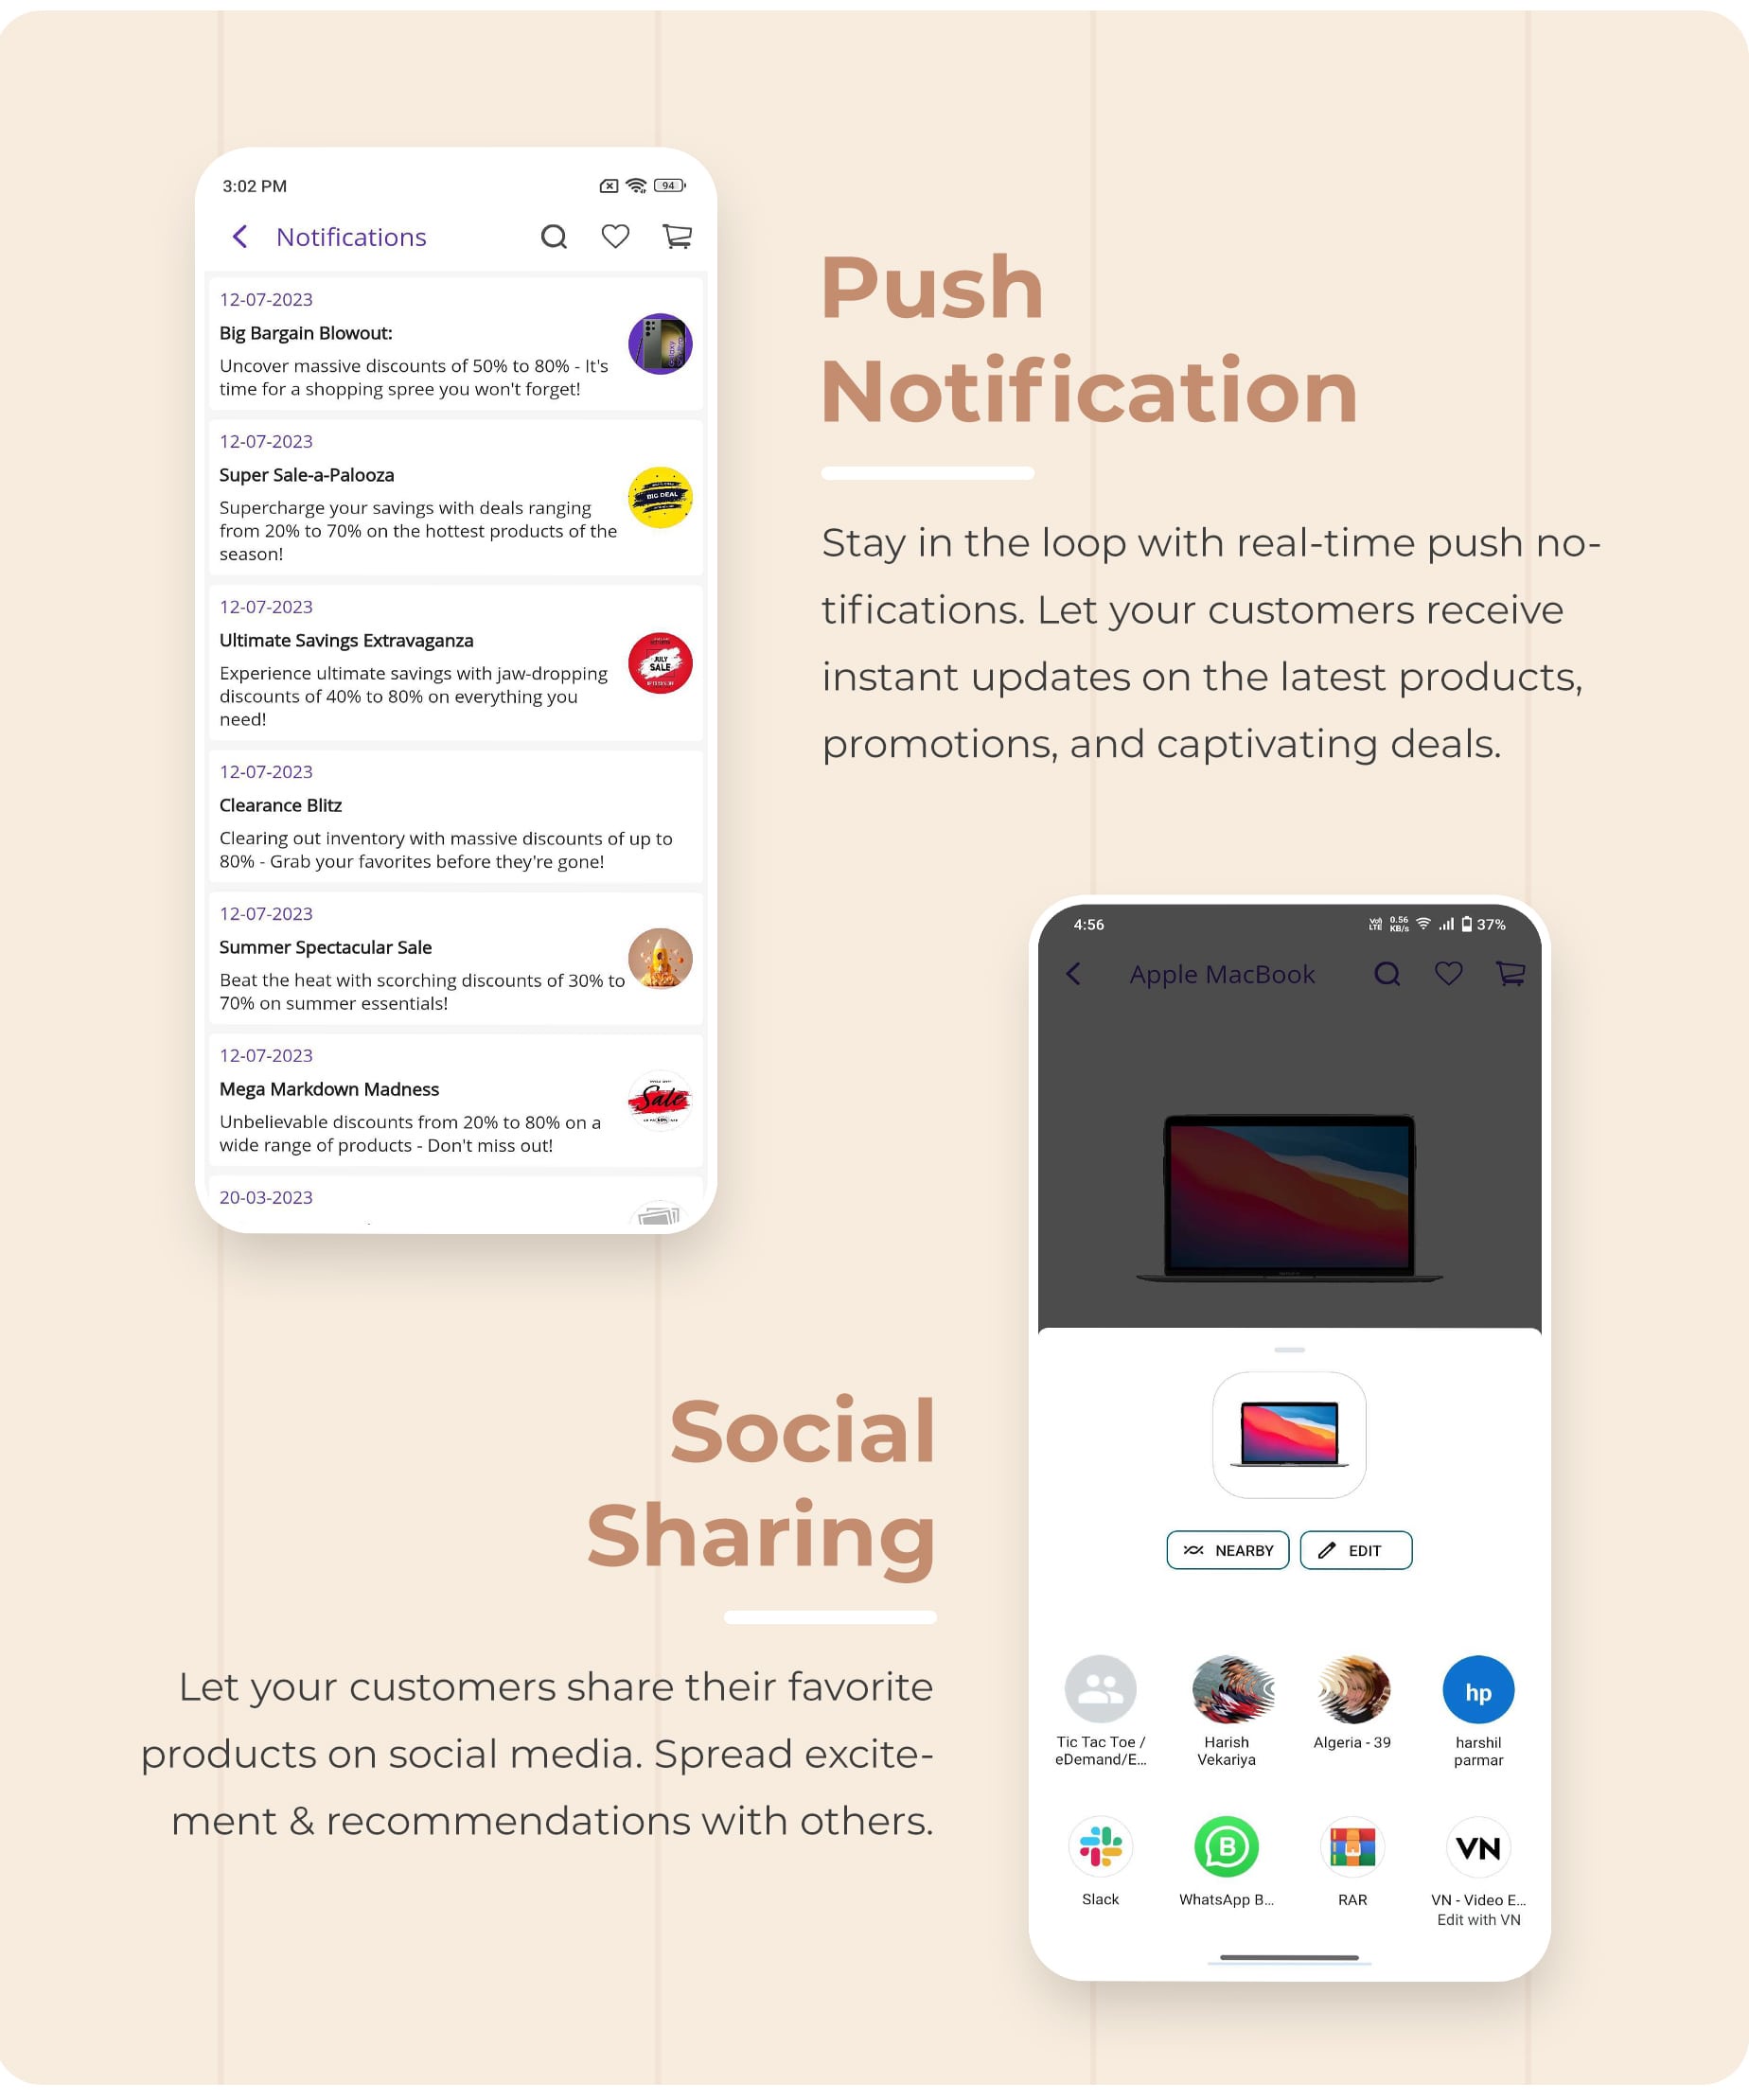 3:02 PM
94
Notifications
12-07-2023
Big Bargain Blowout:
Uncover massive discounts of 50% to 80% - It's
time for a shopping spree you won't forget!
12-07-2023
Super Sale-a-Palooza
Supercharge your savings with deals ranging
from 20% to 70% on the hottest products of the
season!
BIG DEAL
12-07-2023
Ultimate Savings Extravaganza
Experience ultimate savings with jaw-dropping
discounts of 40% to 80% on everything you
need!
JULY
SALE
12-07-2023
Clearance Blitz
Clearing out inventory with massive discounts of up to
80% - Grab your favorites before they're gone!
12-07-2023
Summer Spectacular Sale
Beat the heat with scorching discounts of 30% to
70% on summer essentials!
12-07-2023
Mega Markdown Madness
Unbelievable discounts from 20% to 80% on a
wide range of products - Don't miss out!
Sale
20-03-2023
Push
Notification
Stay in the loop with real-time push no-
tifications. Let your customers receive
instant updates on the latest products,
promotions, and captivating deals.
Social
Sharing
Let your customers share their favorite
products on social media. Spread excite-
ment & recommendations with others.
4:56
Vo)
LTE
0.56
KB/s
37%
Apple MacBook
NEARBY
EDIT
hp
Tic Tac Toe /
eDemand/E...
Harish
Vekariya
Algeria - 39
harshil
parmar
B
VN
Slack
WhatsApp B...
RAR
VN - Video E...
Edit with VN